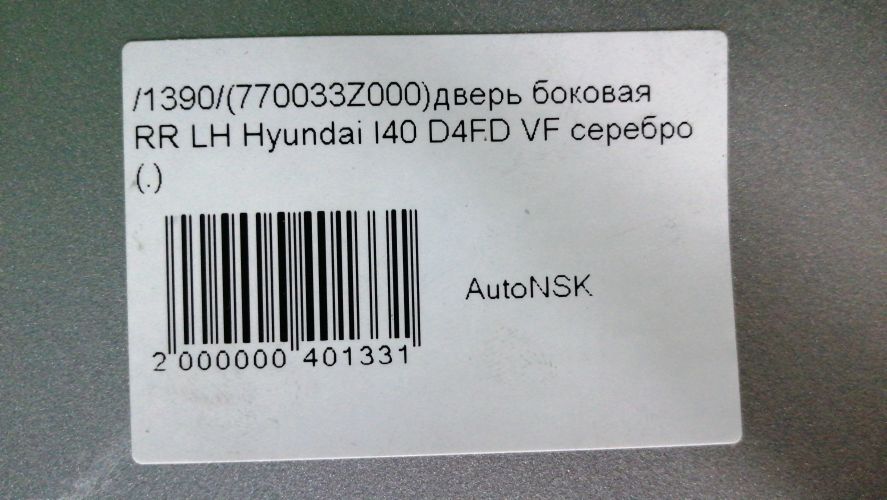 /1390/(770033Z000)дверь боковая
RR LH Hyundai I40 D4FD VF серебро
(.)
AutoNSK
2 000000 401331